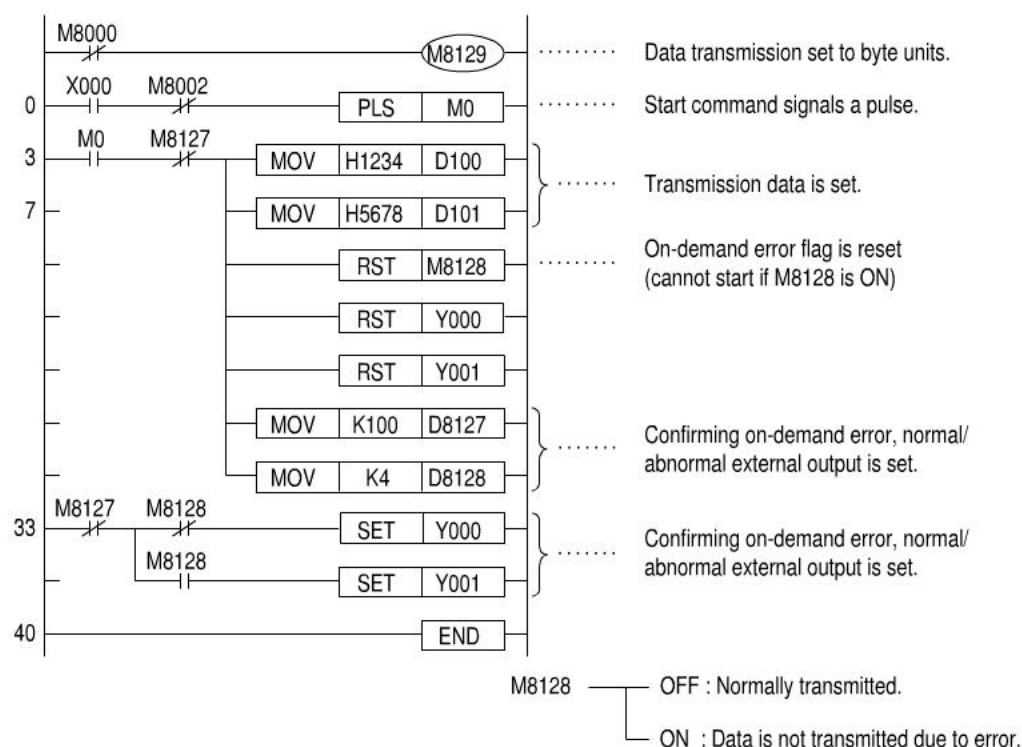 M8000
M8129 Data transmission set to byte units.
X000 M8002
0 PLS M0 Start command signals a pulse.
M0 M8127
3 MOV H1234 D100
Transmission data is set.
7 MOV H5678 D101
On-demand error flag is reset
RST M8128
(cannot start if M8128 is ON)
RST Y000
RST Y001
MOV K100 D8127
Confirming on-demand error, normal/
abnormal external output is set.
MOV K4 D8128
M8127 M8128
33 SET Y000
Confirming on-demand error, normal/
M8128
abnormal external output is set.
SET Y001
40 END
M8128 OFF : Normally transmitted.
ON : Data is not transmitted due to error.